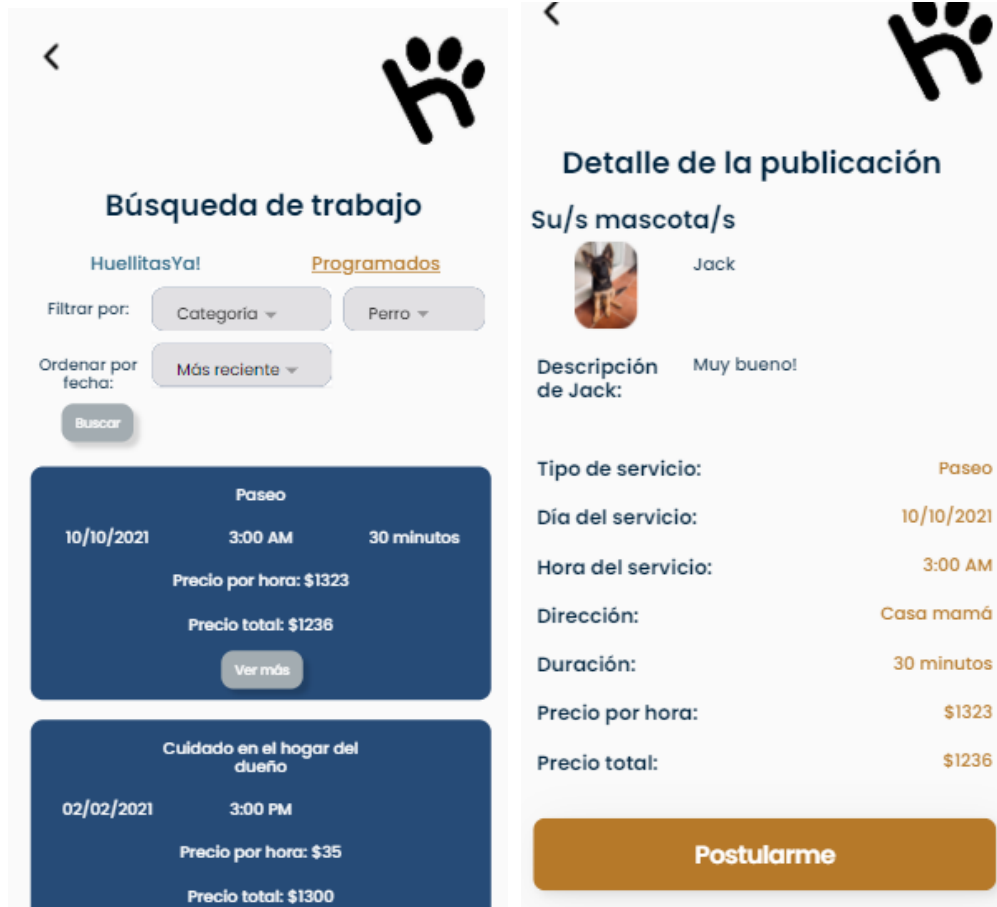 Búsqueda de trabajo
HuellitasYa!
Programados
Filtrar por:
Categoría
Perro
Ordenar por
fecha:
Más reciente
Buscar
Paseo
10/10/2021
3:00 AM
30 minutos
Precio por hora: $1323
Precio total: $1236
Ver más
Cuidado en el hogar del
dueño
02/02/2021
3:00 PM
Precio por hora: $35
Precio total: $1300
Detalle de la publicación
Su/s mascota/s
Jack
Descripción
de Jack:
Muy bueno!
Tipo de servicio:
Paseo
Día del servicio:
10/10/2021
Hora del servicio:
3:00 AM
Dirección:
Casa mamá
Duración:
30 minutos
Precio por hora:
$1323
Precio total:
$1236
Postularme